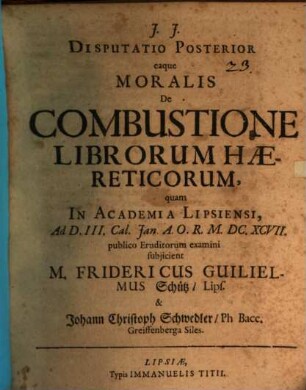 J. J.
DISPUTATIO POSTERIOR
eaque
23
MORALIS
De
COMBUSTIONE
LIBRORUM HÆ-
RETICORUM,
quam
IN ACADEMIA LIPSIENSI,
Ad D. III. Cal. Jan. A. O. R. M. DC. XCVII.
publico Eruditorum examini
subjicient
M. FRIDERICUS GUILIEL-
MUS Schütz / Lips.
&
Johann Christoph Schwedler / Ph Bacc.
Greiffenberga Siles.
LIPSIÆ,
Typis IMMANUELIS TITII.